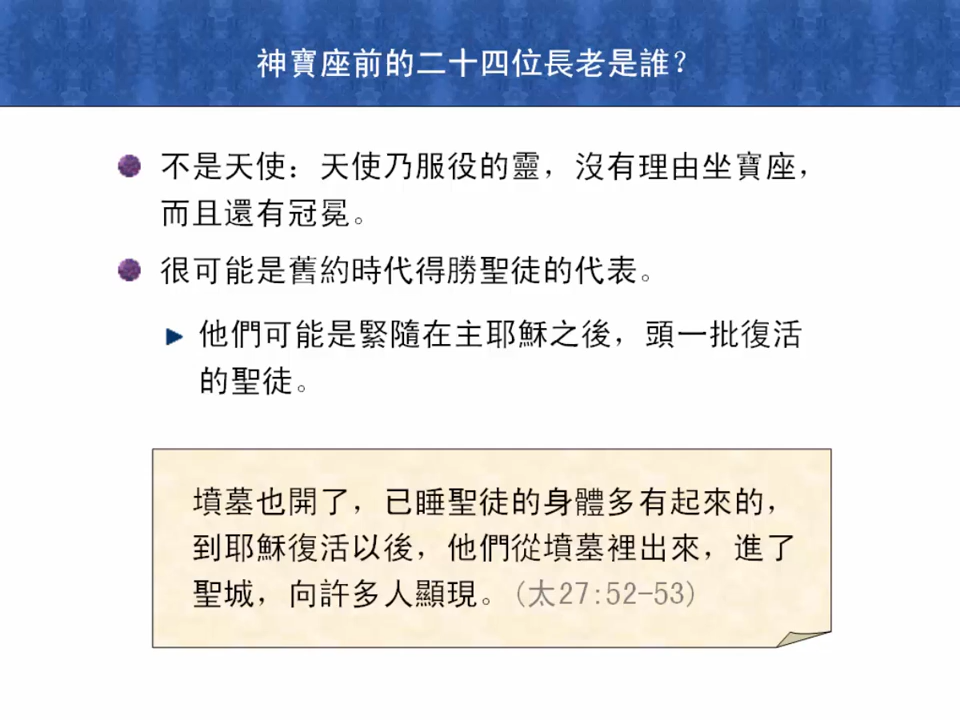 神寶座前的二十四位長老是誰？
不是天使：天使乃服役的靈，沒有理由坐寶座，
而且還有冠冕。
很可能是舊約時代得勝聖徒的代表。
他們可能是緊隨在主耶穌之後，頭一批復活
的聖徒。
墳墓也開了，已睡聖徒的身體多有起來的，
到耶穌復活以後，他們從墳墓裡出來，進了
聖城，向許多人顯現。(太27:52-53)